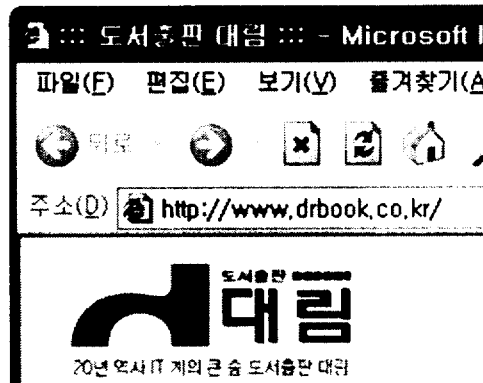 ::: 도서출판 대림 ::: - Microsoft I
파일(F) 편집(E) 보기(V) 즐겨찾기(A
뒤로
주소(D) http://www.drbook.co.kr/
도서출판
대림
20년 역사 IT 계의 큰 숲 도서출판 대림